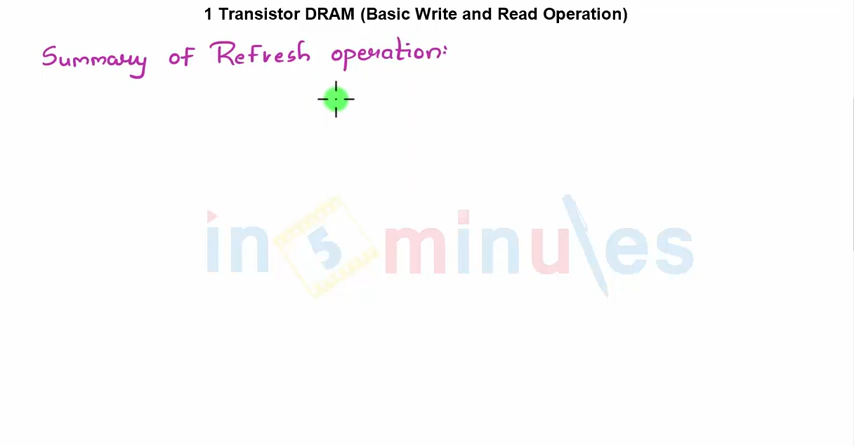 1 Transistor DRAM (Basic Write and Read Operation)
Summary of Refresh operation:
in 5 minutes